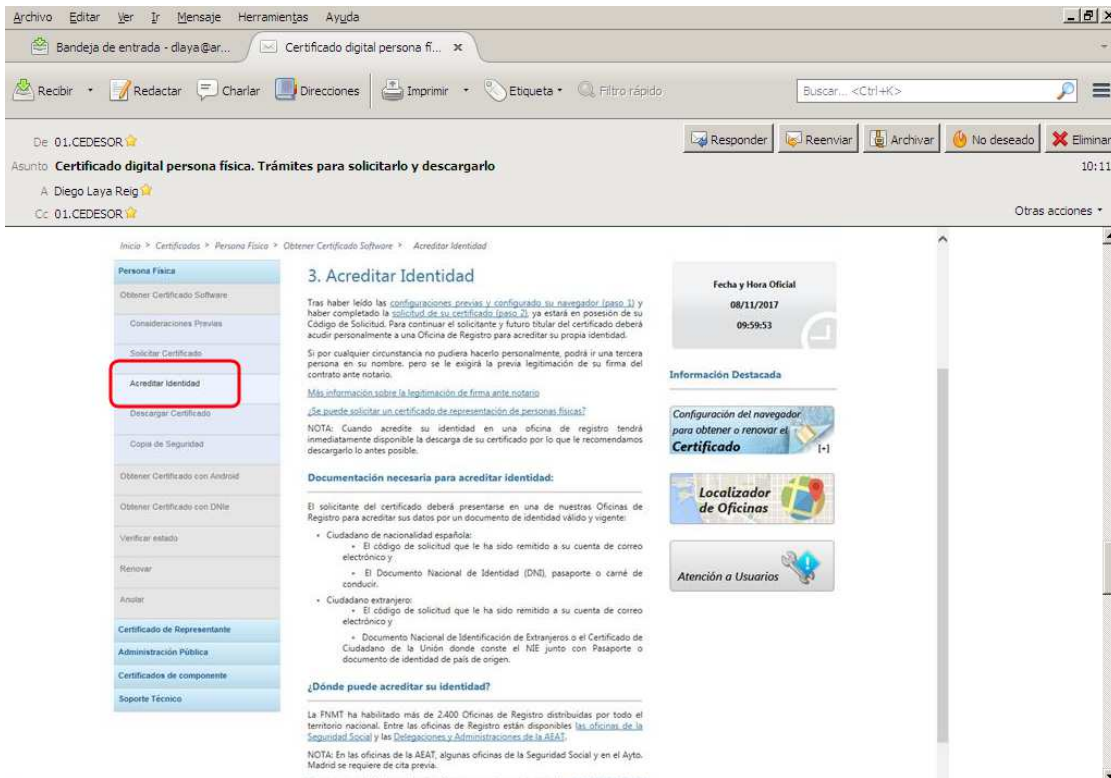 Archivo Editar Ver Ir Mensaje Herramientas Ayuda
Bandeja de entrada - dlaya@ar... Certificado digital persona fí...
Recibir Redactar Charlar Direcciones Imprimir Etiqueta Filtro rápido Buscar... <Ctrl+K>
De 01.CEDESOR Responder Reenviar Archivar No deseado Eliminar
Asunto Certificado digital persona física. Trámites para solicitarlo y descargarlo 10:11
A Diego Laya Reig
Cc 01.CEDESOR Otras acciones
Inicio > Certificados > Persona Física > Obtener Certificado Software > Acreditar Identidad
Persona Física
Obtener Certificado Software
Consideraciones Previas
Solicitar Certificado
Acreditar Identidad
Descargar Certificado
Copia de Seguridad
Obtener Certificado con Android
Obtener Certificado con DNIe
Verificar estado
Renovar
Anular
Certificado de Representante
Administración Pública
Certificados de componente
Soporte Técnico
3. Acreditar Identidad
Tras haber leído las configuraciones previas y configurado su navegador (paso 1) y
haber completado la solicitud de su certificado (paso 2), ya estará en posesión de su
Código de Solicitud. Para continuar el solicitante y futuro titular del certificado deberá
acudir personalmente a una Oficina de Registro para acreditar su propia identidad.
Si por cualquier circunstancia no pudiera hacerlo personalmente, podrá ir una tercera
persona en su nombre. pero se le exigirá la previa legitimación de su firma del
contrato ante notario.
Más información sobre la legitimación de firma ante notario
¿Se puede solicitar un certificado de representación de personas físicas?
NOTA: Cuando acredite su identidad en una oficina de registro tendrá
inmediatamente disponible la descarga de su certificado por lo que le recomendamos
descargarlo lo antes posible.
Documentación necesaria para acreditar identidad:
El solicitante del certificado deberá presentarse en una de nuestras Oficinas de
Registro para acreditar sus datos por un documento de identidad válido y vigente:
• Ciudadano de nacionalidad española:
• El código de solicitud que le ha sido remitido a su cuenta de correo
electrónico y
• El Documento Nacional de Identidad (DNI), pasaporte o carné de
conducir.
• Ciudadano extranjero:
• El código de solicitud que le ha sido remitido a su cuenta de correo
electrónico y
• Documento Nacional de Identificación de Extranjeros o el Certificado de
Ciudadano de la Unión donde conste el NIE junto con Pasaporte o
documento de identidad de país de origen.
¿Dónde puede acreditar su identidad?
La FNMT ha habilitado más de 2.400 Oficinas de Registro distribuidas por todo el
territorio nacional. Entre las oficinas de Registro están disponibles las oficinas de la
Seguridad Social y las Delegaciones y Administraciones de la AEAT.
NOTA: En las oficinas de la AEAT, algunas oficinas de la Seguridad Social y en el Ayto.
Madrid se requiere de cita previa.
Fecha y Hora Oficial
08/11/2017
09:59:53
Información Destacada
Configuración del navegador
para obtener o renovar el
Certificado [+]
Localizador
de Oficinas
Atención a Usuarios